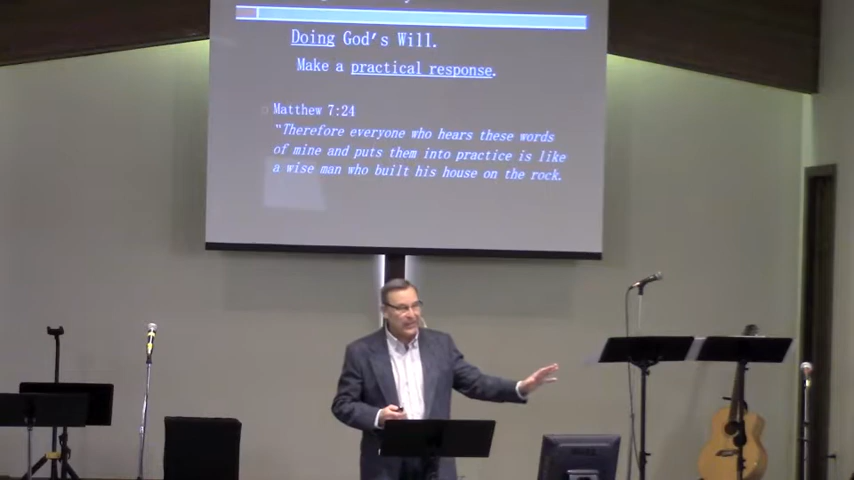 Doing God's Will.
Make a practical response.
Matthew 7:24
"Therefore everyone who hears these words
of mine and puts them into practice is like
a wise man who built his house on the rock.